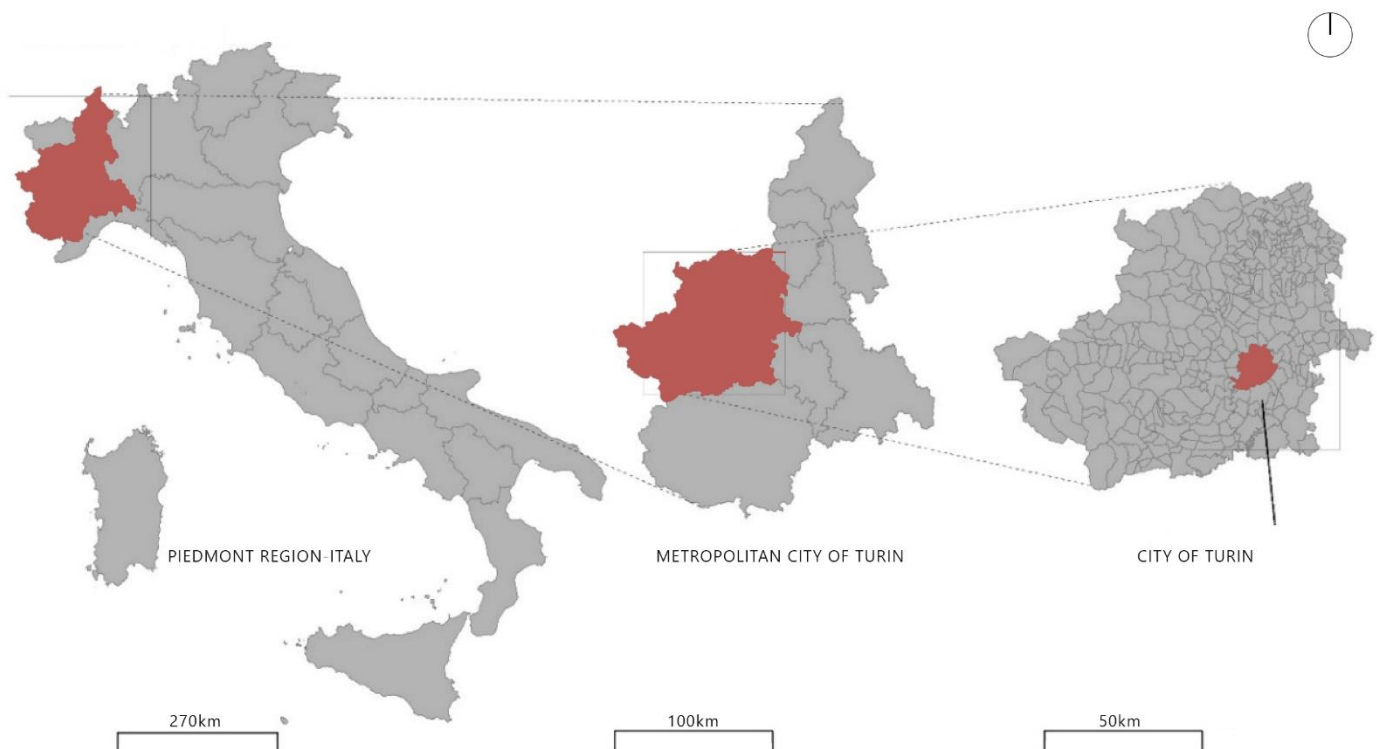 PIEDMONT REGION-ITALY
METROPOLITAN CITY OF TURIN
CITY OF TURIN
270km
100km
50km